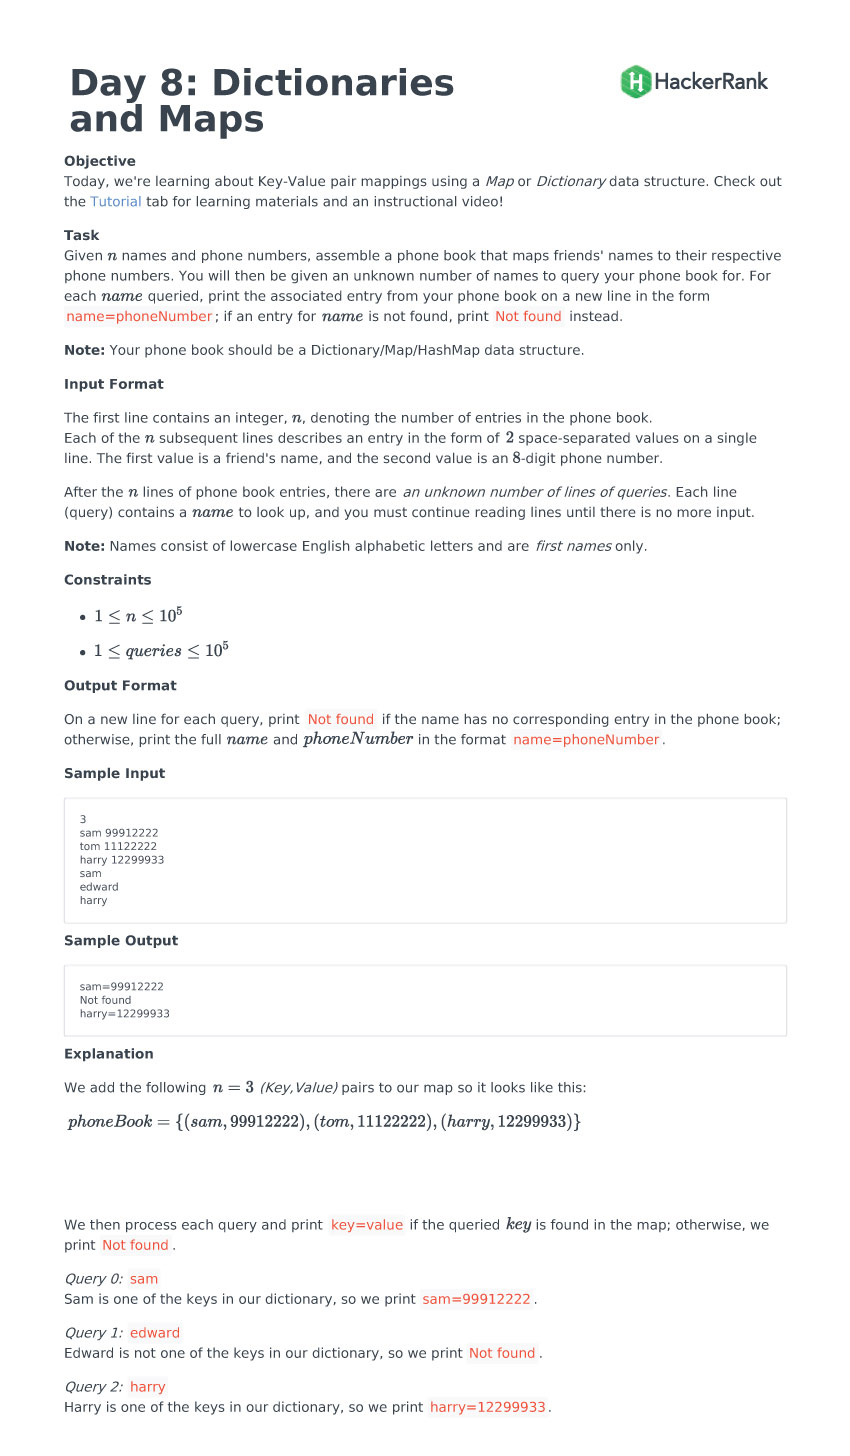 Day 8: Dictionaries
and Maps
HackerRank
Objective
Today, we're learning about Key-Value pair mappings using a Map or Dictionary data structure. Check out
the Tutorial tab for learning materials and an instructional video!
Task
Given n names and phone numbers, assemble a phone book that maps friends' names to their respective
phone numbers. You will then be given an unknown number of names to query your phone book for. For
each name queried, print the associated entry from your phone book on a new line in the form
name=phoneNumber; if an entry for name is not found, print Not found instead.
Note: Your phone book should be a Dictionary/Map/HashMap data structure.
Input Format
The first line contains an integer, n, denoting the number of entries in the phone book.
Each of the n subsequent lines describes an entry in the form of 2 space-separated values on a single
line. The first value is a friend's name, and the second value is an 8-digit phone number.
After the n lines of phone book entries, there are an unknown number of lines of queries. Each line
(query) contains a name to look up, and you must continue reading lines until there is no more input.
Note: Names consist of lowercase English alphabetic letters and are first names only.
Constraints
• 1 ≤ n ≤ 10⁵
• 1 ≤ queries ≤ 10⁵
Output Format
On a new line for each query, print Not found if the name has no corresponding entry in the phone book;
otherwise, print the full name and phoneNumber in the format name=phoneNumber.
Sample Input
3
sam 99912222
tom 11122222
harry 12299933
sam
edward
harry
Sample Output
sam=99912222
Not found
harry=12299933
Explanation
We add the following n = 3 (Key,Value) pairs to our map so it looks like this:
phoneBook = {(sam, 99912222), (tom, 11122222), (harry, 12299933)}
We then process each query and print key=value if the queried key is found in the map; otherwise, we
print Not found.
Query 0: sam
Sam is one of the keys in our dictionary, so we print sam=99912222.
Query 1: edward
Edward is not one of the keys in our dictionary, so we print Not found.
Query 2: harry
Harry is one of the keys in our dictionary, so we print harry=12299933.